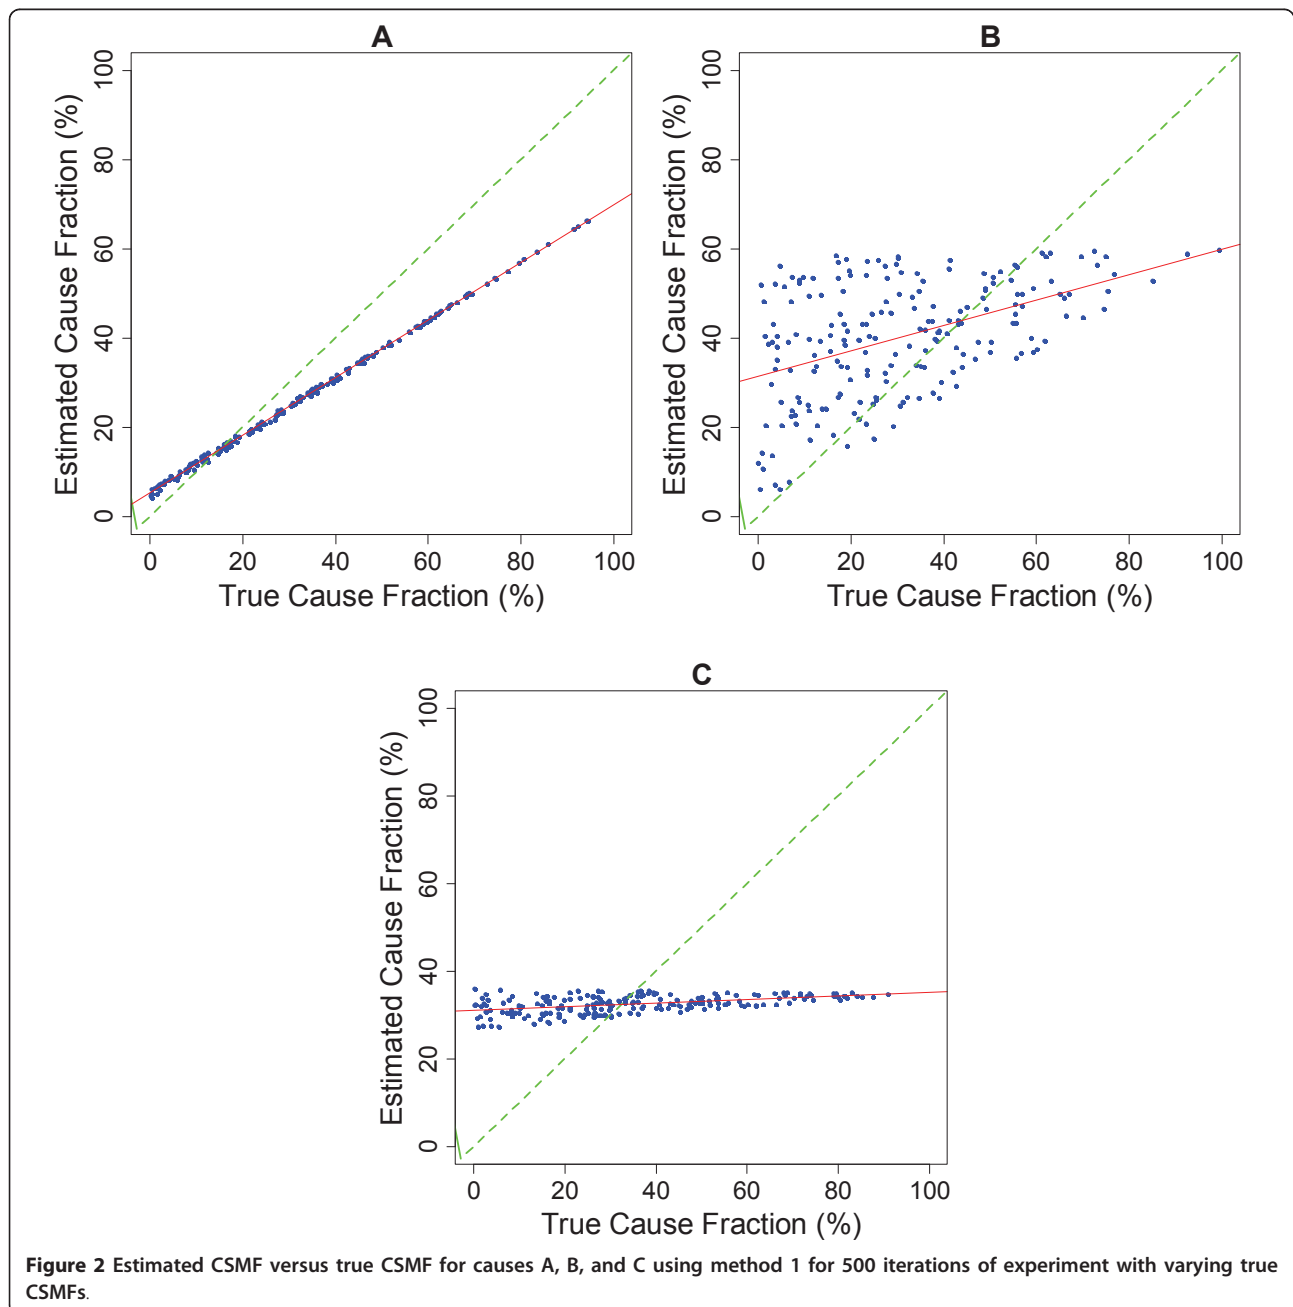 A
Estimated Cause Fraction (%)
100
80
60
40
20
0
0 20 40 60 80 100
True Cause Fraction (%)
B
Estimated Cause Fraction (%)
100
80
60
40
20
0
0 20 40 60 80 100
True Cause Fraction (%)
C
Estimated Cause Fraction (%)
100
80
60
40
20
0
0 20 40 60 80 100
True Cause Fraction (%)
Figure 2 Estimated CSMF versus true CSMF for causes A, B, and C using method 1 for 500 iterations of experiment with varying true
CSMFs.